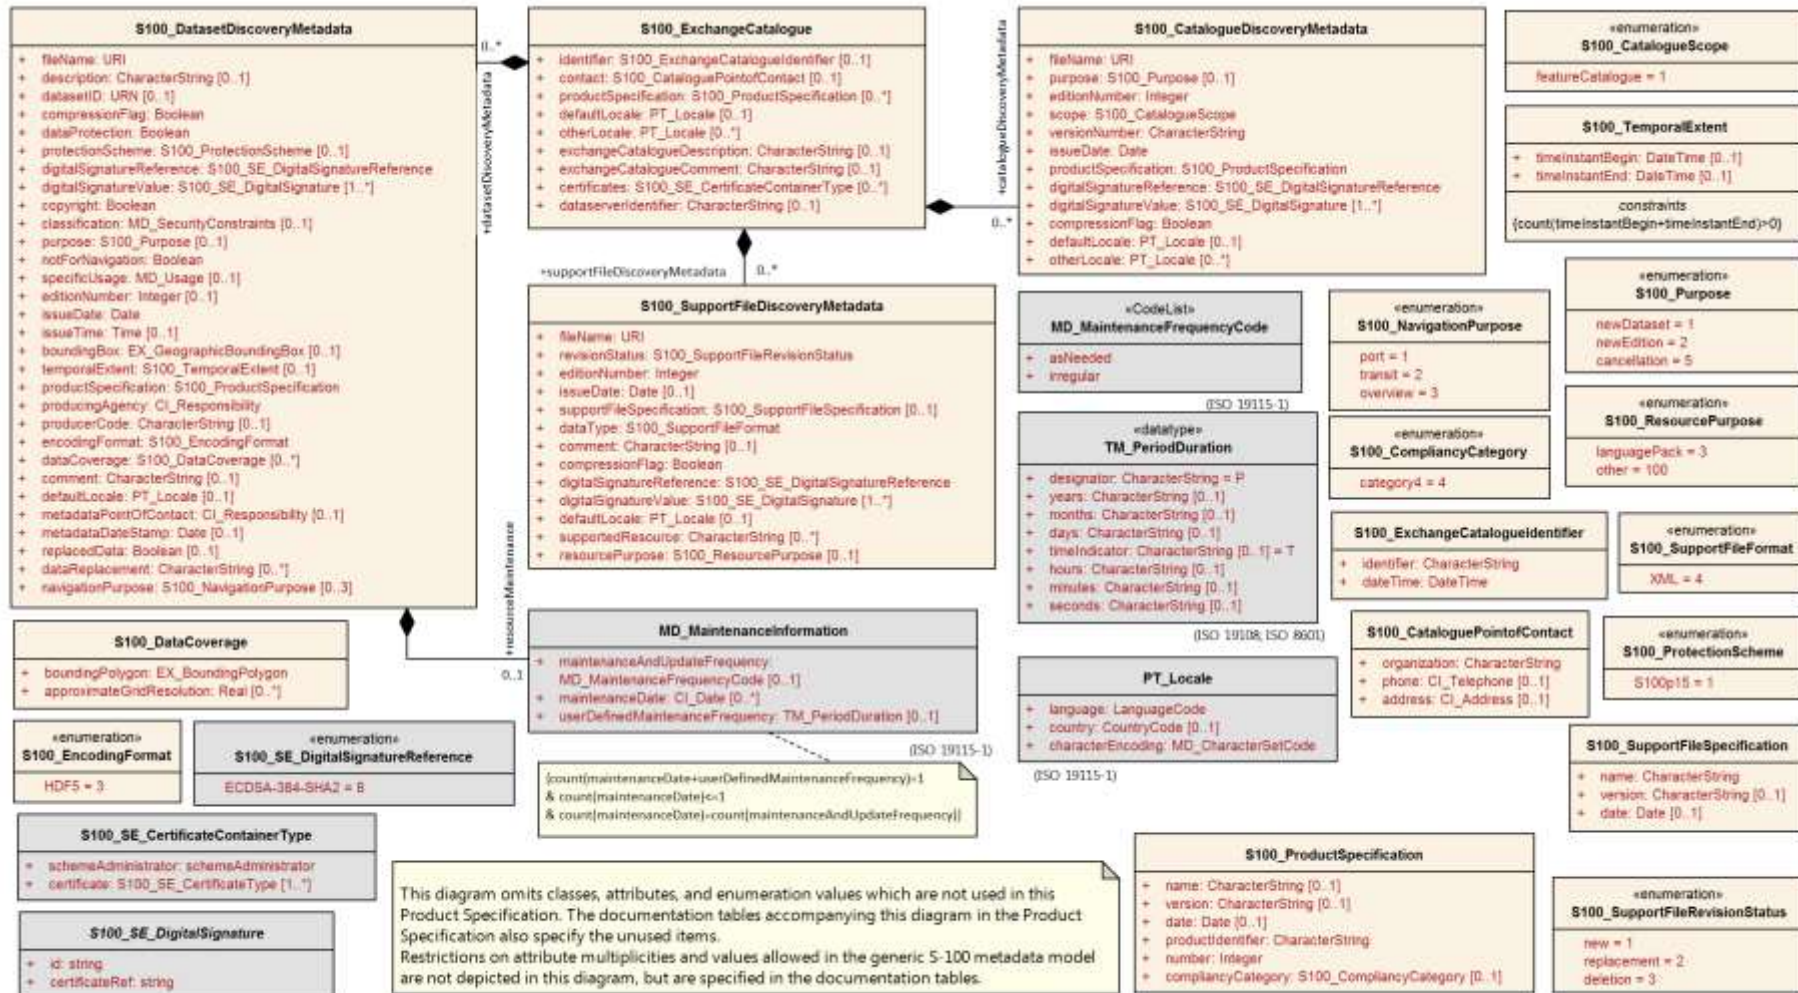 S100_DatasetDiscoveryMetadata
+ fileName: URI
+ description: CharacterString [0..1]
+ datasetID: URN [0..1]
+ compressionFlag: Boolean
+ dataProtection: Boolean
+ protectionScheme: S100_ProtectionScheme [0..1]
+ digitalSignatureReference: S100_SE_DigitalSignatureReference
+ digitalSignatureValue: S100_SE_DigitalSignature [1..*]
+ copyright: Boolean
+ classification: MD_SecurityConstraints [0..1]
+ purpose: S100_Purpose [0..1]
+ notForNavigation: Boolean
+ specificUsage: MD_Usage [0..1]
+ editionNumber: Integer [0..1]
+ issueDate: Date
+ issueTime: Time [0..1]
+ boundingBox: EX_GeographicBoundingBox [0..1]
+ temporalExtent: S100_TemporalExtent [0..1]
+ productSpecification: S100_ProductSpecification
+ producingAgency: CI_Responsibility
+ producerCode: CharacterString [0..1]
+ encodingFormat: S100_EncodingFormat
+ dataCoverage: S100_DataCoverage [0..*]
+ comment: CharacterString [0..1]
+ defaultLocale: PT_Locale [0..1]
+ metadataPointOfContact: CI_Responsibility [0..1]
+ metadataDateStamp: Date [0..1]
+ replacedData: Boolean [0..1]
+ dataReplacement: CharacterString [0..*]
+ navigationPurpose: S100_NavigationPurpose [0..3]
0..*
+datasetDiscoveryMetadata
S100_ExchangeCatalogue
+ identifier: S100_ExchangeCatalogueIdentifier [0..1]
+ contact: S100_CataloguePointofContact [0..1]
+ productSpecification: S100_ProductSpecification [0..*]
+ defaultLocale: PT_Locale [0..1]
+ otherLocale: PT_Locale [0..*]
+ exchangeCatalogueDescription: CharacterString [0..1]
+ exchangeCatalogueComment: CharacterString [0..1]
+ certificates: S100_SE_CertificateContainerType [0..*]
+ dataserverIdentifier: CharacterString [0..1]
+catalogueDiscoveryMetadata
0..*
S100_CatalogueDiscoveryMetadata
+ fileName: URI
+ purpose: S100_Purpose [0..1]
+ editionNumber: Integer
+ scope: S100_CatalogueScope
+ versionNumber: CharacterString
+ issueDate: Date
+ productSpecification: S100_ProductSpecification
+ digitalSignatureReference: S100_SE_DigitalSignatureReference
+ digitalSignatureValue: S100_SE_DigitalSignature [1..*]
+ compressionFlag: Boolean
+ defaultLocale: PT_Locale [0..1]
+ otherLocale: PT_Locale [0..*]
«enumeration»
S100_CatalogueScope
featureCatalogue = 1
S100_TemporalExtent
+ timeInstantBegin: DateTime [0..1]
+ timeInstantEnd: DateTime [0..1]
constraints
{count(timeInstantBegin+timeInstantEnd)>0}
+supportFileDiscoveryMetadata
0..*
S100_SupportFileDiscoveryMetadata
+ fileName: URI
+ revisionStatus: S100_SupportFileRevisionStatus
+ editionNumber: Integer
+ issueDate: Date [0..1]
+ supportFileSpecification: S100_SupportFileSpecification [0..1]
+ dataType: S100_SupportFileFormat
+ comment: CharacterString [0..1]
+ compressionFlag: Boolean
+ digitalSignatureReference: S100_SE_DigitalSignatureReference
+ digitalSignatureValue: S100_SE_DigitalSignature [1..*]
+ defaultLocale: PT_Locale [0..1]
+ supportedResource: CharacterString [0..*]
+ resourcePurpose: S100_ResourcePurpose [0..1]
«CodeList»
MD_MaintenanceFrequencyCode
+ asNeeded
+ irregular
(ISO 19115-1)
«enumeration»
S100_NavigationPurpose
port = 1
transit = 2
overview = 3
«enumeration»
S100_Purpose
newDataset = 1
newEdition = 2
cancellation = 5
«datatype»
TM_PeriodDuration
+ designator: CharacterString = P
+ years: CharacterString [0..1]
+ months: CharacterString [0..1]
+ days: CharacterString [0..1]
+ timeIndicator: CharacterString [0..1] = T
+ hours: CharacterString [0..1]
+ minutes: CharacterString [0..1]
+ seconds: CharacterString [0..1]
(ISO 19108; ISO 8601)
«enumeration»
S100_CompliancyCategory
category4 = 4
«enumeration»
S100_ResourcePurpose
languagePack = 3
other = 100
S100_ExchangeCatalogueIdentifier
+ identifier: CharacterString
+ dateTime: DateTime
«enumeration»
S100_SupportFileFormat
XML = 4
+resourceMaintenance
0..1
MD_MaintenanceInformation
+ maintenanceAndUpdateFrequency:
MD_MaintenanceFrequencyCode [0..1]
+ maintenanceDate: CI_Date [0..*]
+ userDefinedMaintenanceFrequency: TM_PeriodDuration [0..1]
(ISO 19115-1)
S100_DataCoverage
+ boundingPolygon: EX_BoundingPolygon
+ approximateGridResolution: Real [0..*]
PT_Locale
+ language: LanguageCode
+ country: CountryCode [0..1]
+ characterEncoding: MD_CharacterSetCode
(ISO 19115-1)
S100_CataloguePointofContact
+ organization: CharacterString
+ phone: CI_Telephone [0..1]
+ address: CI_Address [0..1]
«enumeration»
S100_ProtectionScheme
S100p15 = 1
«enumeration»
S100_EncodingFormat
HDF5 = 3
«enumeration»
S100_SE_DigitalSignatureReference
ECDSA-384-SHA2 = 8
{count(maintenanceDate+userDefinedMaintenanceFrequency)=1
& count(maintenanceDate)<=1
& count(maintenanceDate)=count(maintenanceAndUpdateFrequency)}
S100_SupportFileSpecification
+ name: CharacterString
+ version: CharacterString [0..1]
+ date: Date [0..1]
S100_SE_CertificateContainerType
+ schemeAdministrator: schemeAdministrator
+ certificate: S100_SE_CertificateType [1..*]
S100_SE_DigitalSignature
+ id: string
+ certificateRef: string
This diagram omits classes, attributes, and enumeration values which are not used in this
Product Specification. The documentation tables accompanying this diagram in the Product
Specification also specify the unused items.
Restrictions on attribute multiplicities and values allowed in the generic S-100 metadata model
are not depicted in this diagram, but are specified in the documentation tables.
S100_ProductSpecification
+ name: CharacterString [0..1]
+ version: CharacterString [0..1]
+ date: Date [0..1]
+ productIdentifier: CharacterString
+ number: Integer
+ compliancyCategory: S100_CompliancyCategory [0..1]
«enumeration»
S100_SupportFileRevisionStatus
new = 1
replacement = 2
deletion = 3